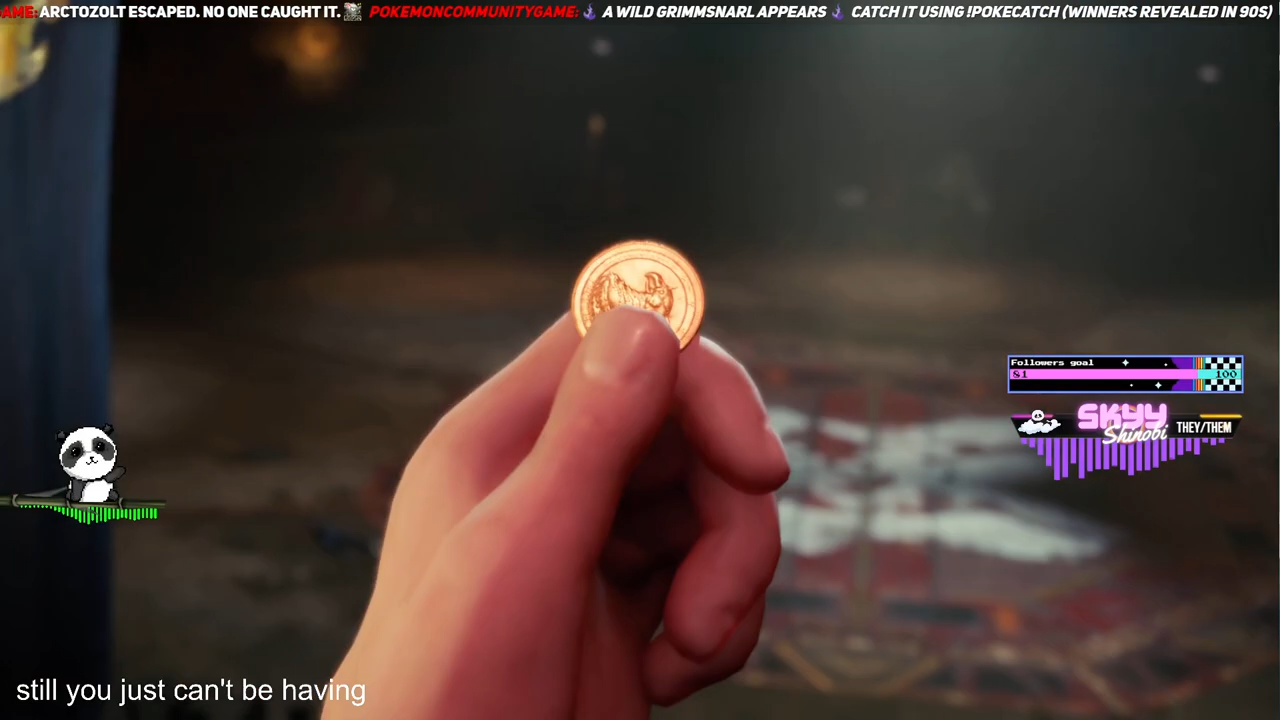 AME: ARCTOZOLT ESCAPED. NO ONE CAUGHT IT. POKEMONCOMMUNITYGAME: A WILD GRIMMSNARL APPEARS CATCH IT USING !POKECATCH (WINNERS REVEALED IN 90S)
Followers goal
81 100
SKYY
Shinobi THEY/THEM
still you just can't be having